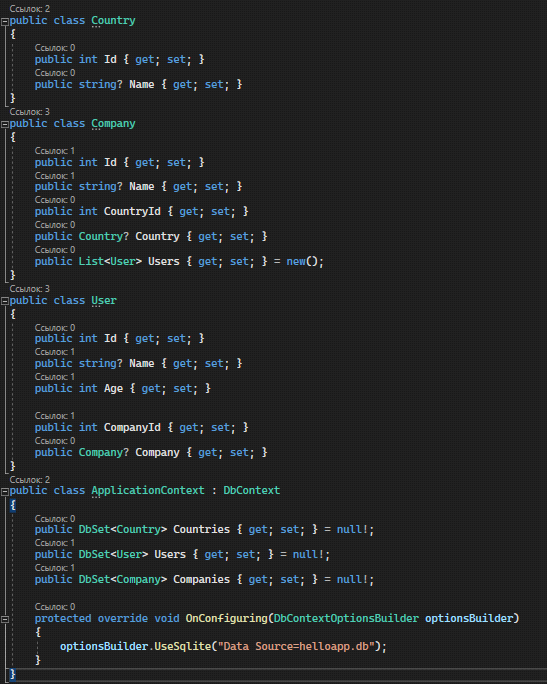 Ссылок: 2
public class Country
{
Ссылок: 0
public int Id { get; set; }
Ссылок: 0
public string? Name { get; set; }
}
Ссылок: 3
public class Company
{
Ссылок: 1
public int Id { get; set; }
Ссылок: 1
public string? Name { get; set; }
Ссылок: 0
public int CountryId { get; set; }
Ссылок: 0
public Country? Country { get; set; }
Ссылок: 0
public List<User> Users { get; set; } = new();
}
Ссылок: 3
public class User
{
Ссылок: 0
public int Id { get; set; }
Ссылок: 1
public string? Name { get; set; }
Ссылок: 1
public int Age { get; set; }
Ссылок: 1
public int CompanyId { get; set; }
Ссылок: 0
public Company? Company { get; set; }
}
Ссылок: 2
public class ApplicationContext : DbContext
{
Ссылок: 0
public DbSet<Country> Countries { get; set; } = null!;
Ссылок: 1
public DbSet<User> Users { get; set; } = null!;
Ссылок: 1
public DbSet<Company> Companies { get; set; } = null!;
Ссылок: 0
protected override void OnConfiguring(DbContextOptionsBuilder optionsBuilder)
{
optionsBuilder.UseSqlite("Data Source=helloapp.db");
}
}